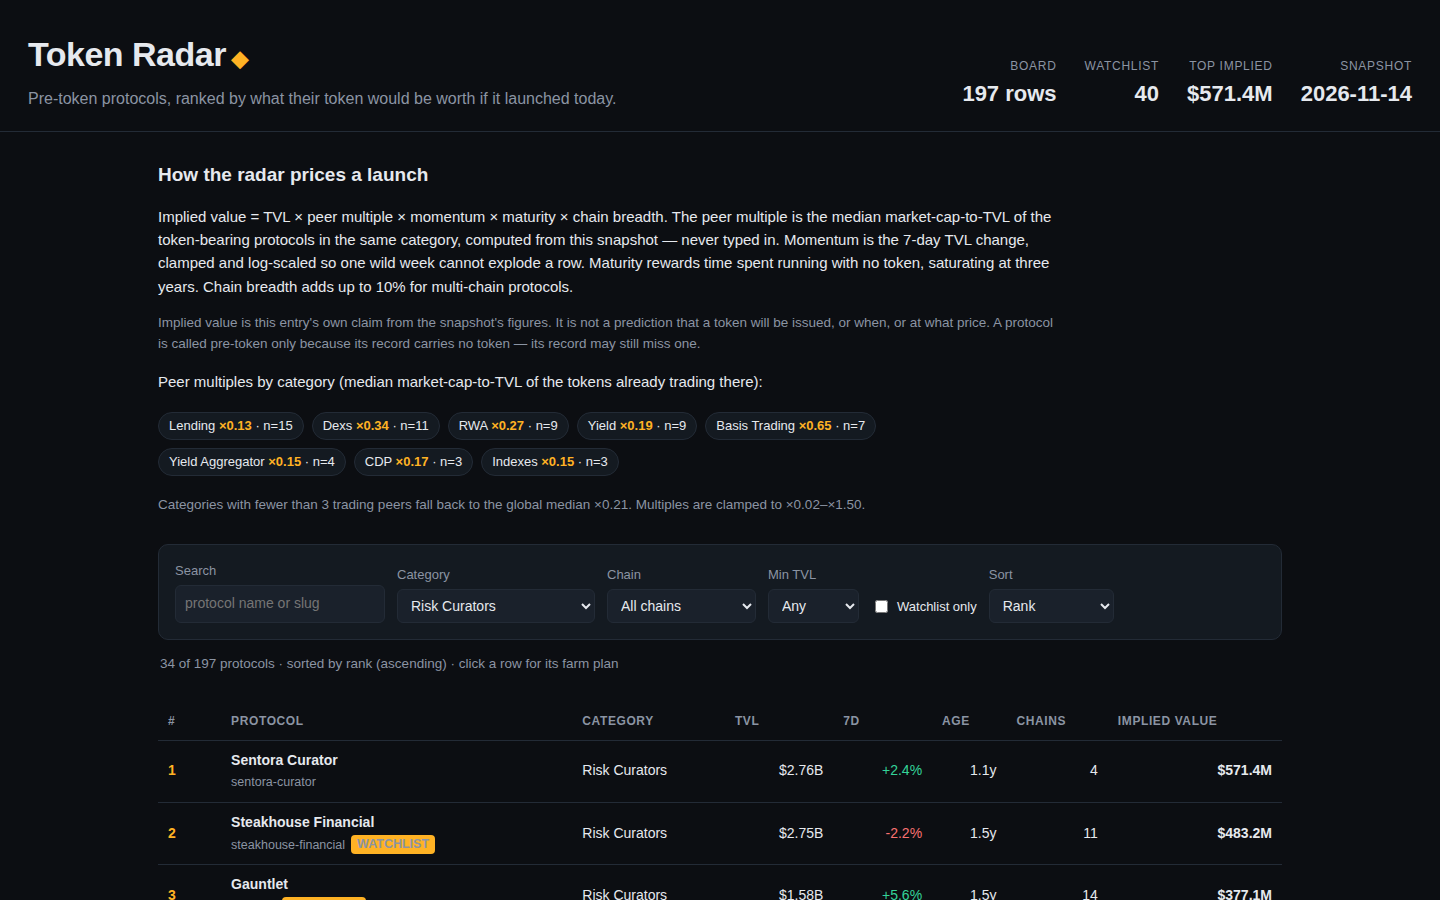 Token Radar
Pre-token protocols, ranked by what their token would be worth if it launched today.
BOARD
197 rows
WATCHLIST
40
TOP IMPLIED
$571.4M
SNAPSHOT
2026-11-14
How the radar prices a launch
Implied value = TVL × peer multiple × momentum × maturity × chain breadth. The peer multiple is the median market-cap-to-TVL of the
token-bearing protocols in the same category, computed from this snapshot — never typed in. Momentum is the 7-day TVL change,
clamped and log-scaled so one wild week cannot explode a row. Maturity rewards time spent running with no token, saturating at three
years. Chain breadth adds up to 10% for multi-chain protocols.
Implied value is this entry's own claim from the snapshot's figures. It is not a prediction that a token will be issued, or when, or at what price. A protocol
is called pre-token only because its record carries no token — its record may still miss one.
Peer multiples by category (median market-cap-to-TVL of the tokens already trading there):
Lending ×0.13 · n=15
Dexs ×0.34 · n=11
RWA ×0.27 · n=9
Yield ×0.19 · n=9
Basis Trading ×0.65 · n=7
Yield Aggregator ×0.15 · n=4
CDP ×0.17 · n=3
Indexes ×0.15 · n=3
Categories with fewer than 3 trading peers fall back to the global median ×0.21. Multiples are clamped to ×0.02–×1.50.
Search
protocol name or slug
Category
Risk Curators
Chain
All chains
Min TVL
Any
Watchlist only
Sort
Rank
34 of 197 protocols · sorted by rank (ascending) · click a row for its farm plan
# PROTOCOL CATEGORY TVL 7D AGE CHAINS IMPLIED VALUE
1 Sentora Curator Risk Curators $2.76B +2.4% 1.1y 4 $571.4M
sentora-curator
2 Steakhouse Financial Risk Curators $2.75B -2.2% 1.5y 11 $483.2M
steakhouse-financial WATCHLIST
3 Gauntlet Risk Curators $1.58B +5.6% 1.5y 14 $377.1M